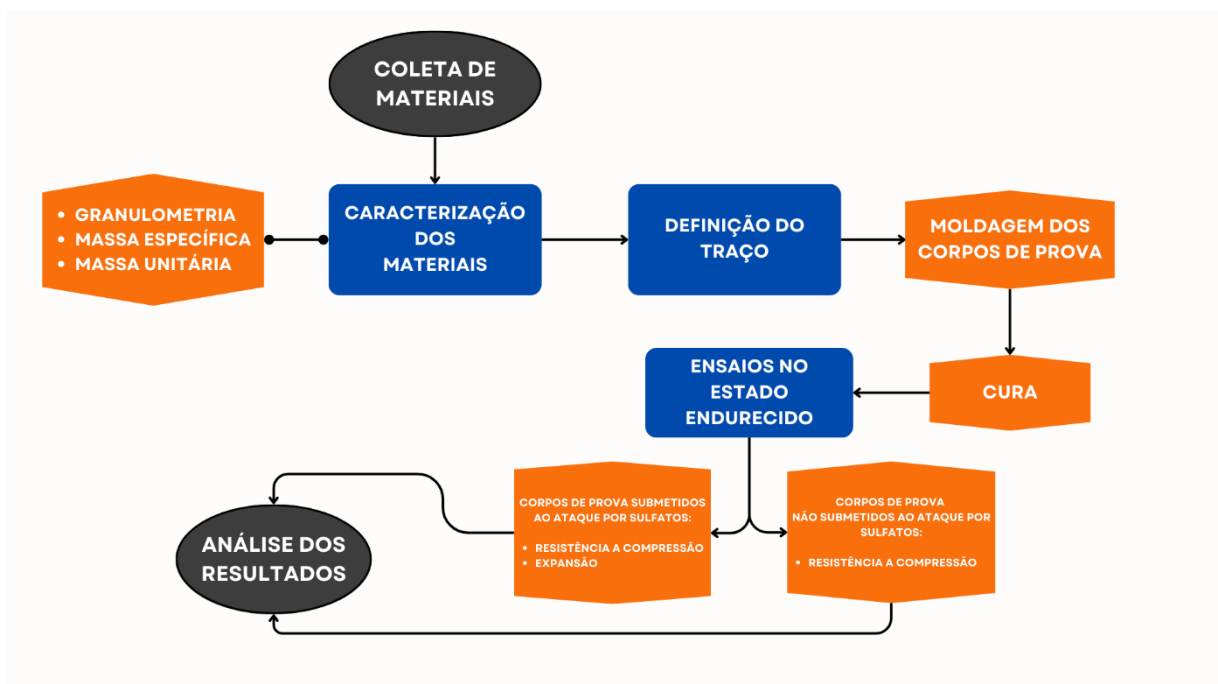 COLETA DE
MATERIAIS
• GRANULOMETRIA
• MASSA ESPECÍFICA
• MASSA UNITÁRIA
CARACTERIZAÇÃO
DOS
MATERIAIS
DEFINIÇÃO DO
TRAÇO
MOLDAGEM DOS
CORPOS DE PROVA
CURA
ENSAIOS NO
ESTADO
ENDURECIDO
CORPOS DE PROVA SUBMETIDOS
AO ATAQUE POR SULFATOS:
• RESISTÊNCIA A COMPRESSÃO
• EXPANSÃO
CORPOS DE PROVA
NÃO SUBMETIDOS AO ATAQUE POR
SULFATOS:
• RESISTÊNCIA A COMPRESSÃO
ANÁLISE DOS
RESULTADOS